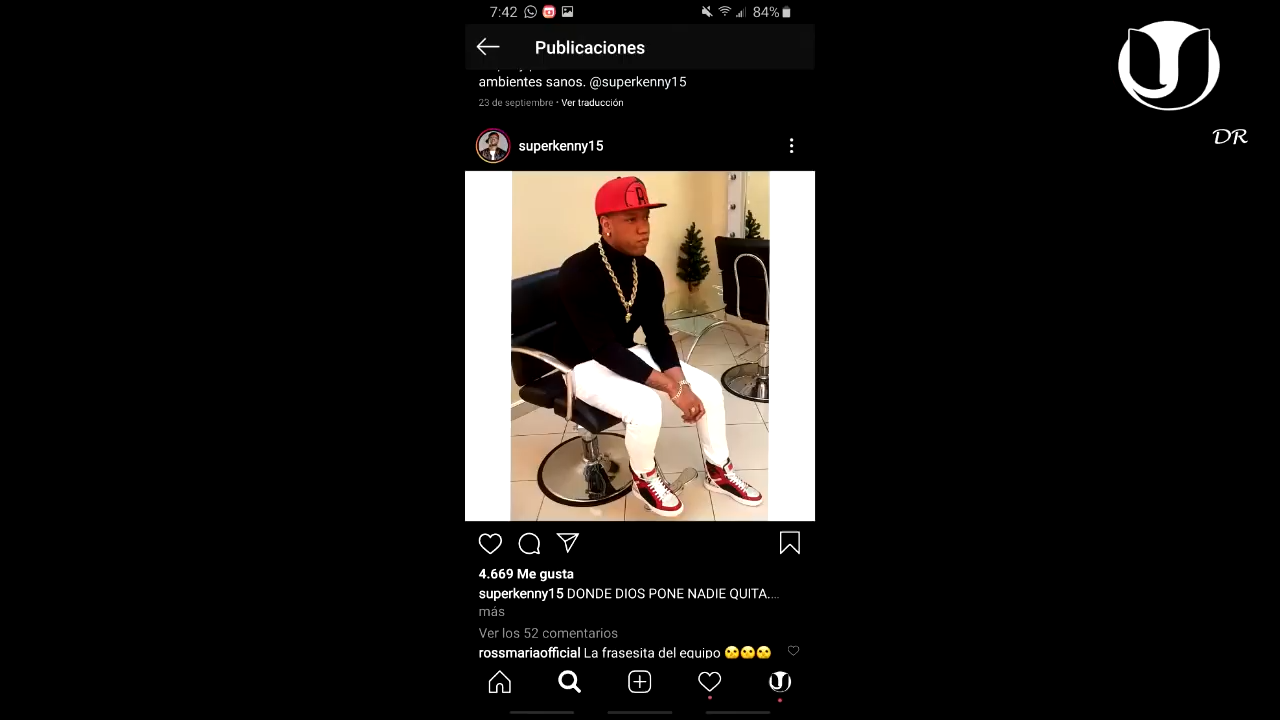 7:42
84%
Publicaciones
ambientes sanos. @superkenny15
23 de septiembre • Ver traducción
superkenny15
4.669 Me gusta
superkenny15 DONDE DIOS PONE NADIE QUITA....
más
Ver los 52 comentarios
rossmariaofficial La frasesita del equipo
DR